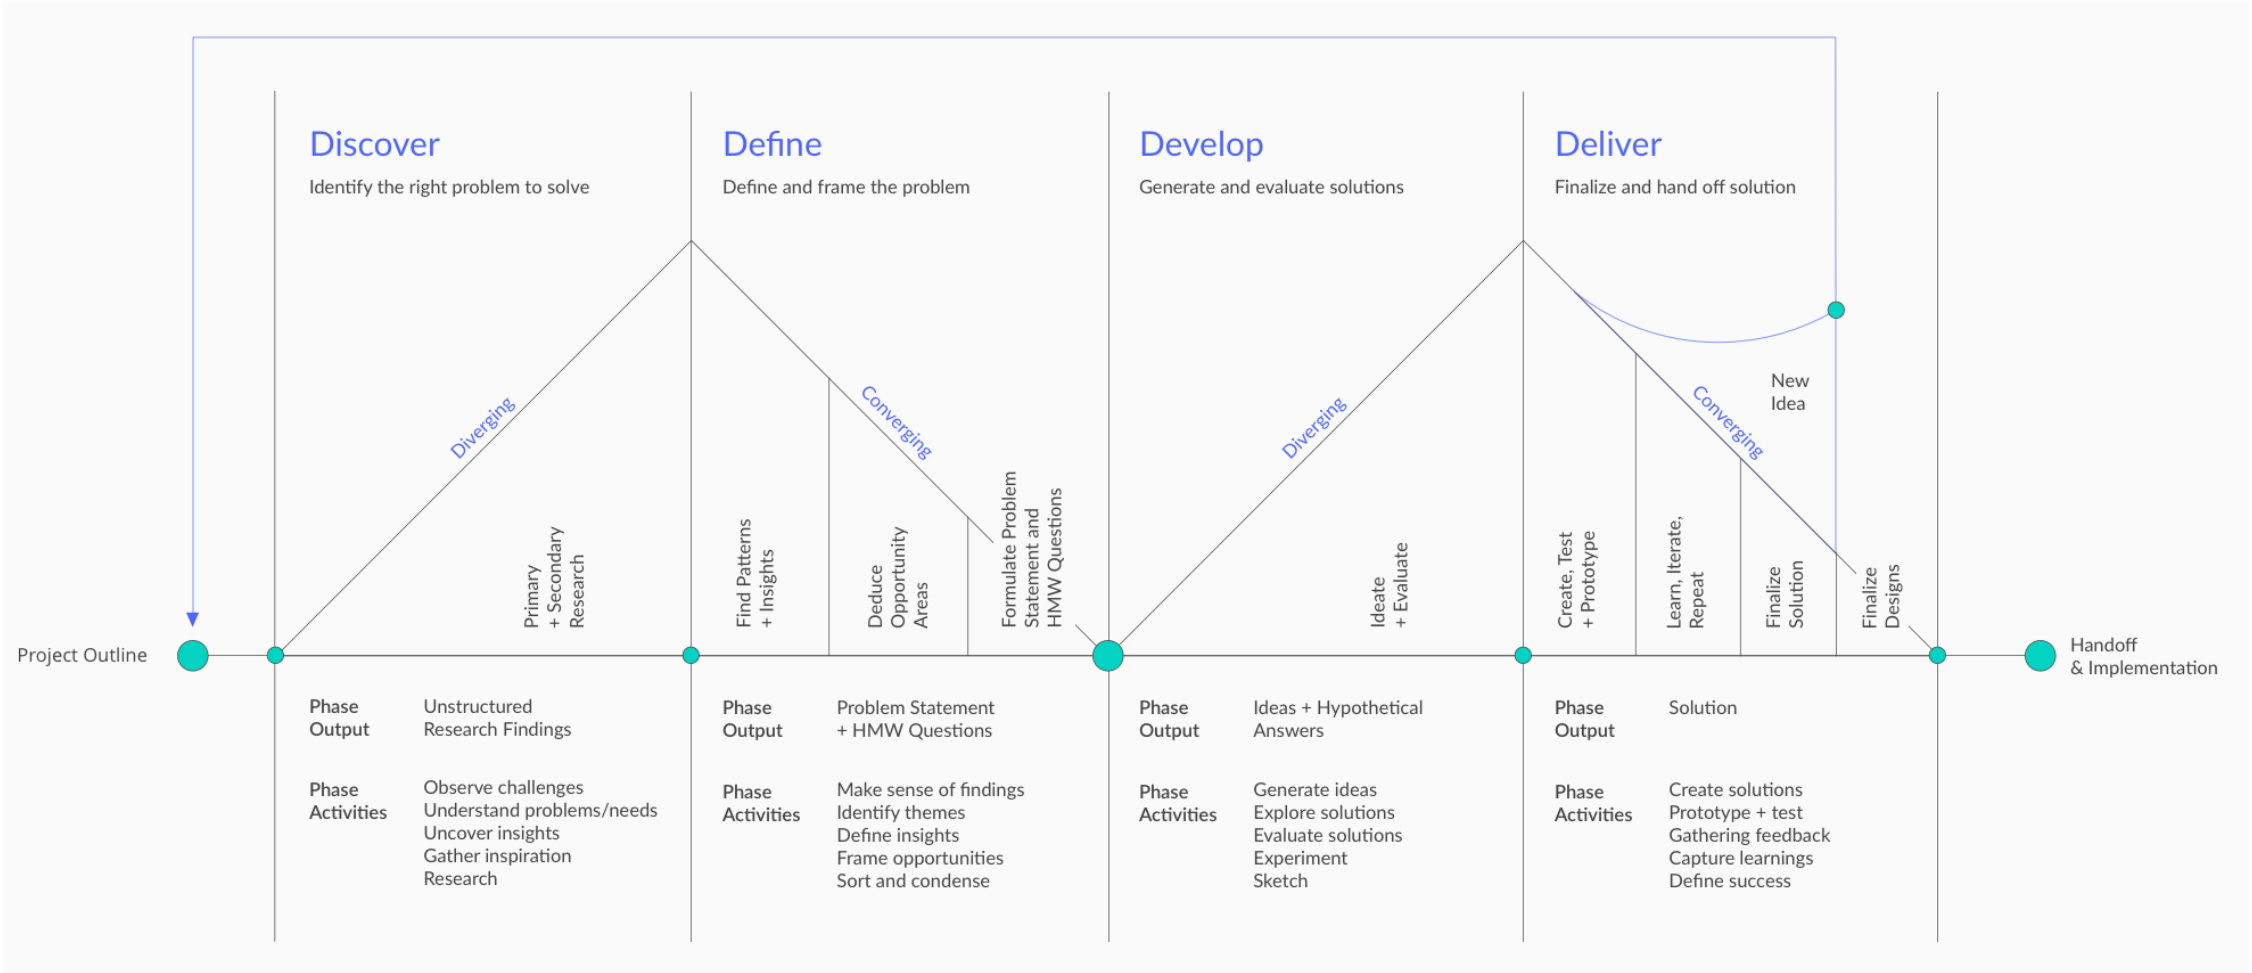 Discover
Identify the right problem to solve
Define
Define and frame the problem
Develop
Generate and evaluate solutions
Deliver
Finalize and hand off solution
Diverging
Converging
Diverging
Converging
New
Idea
Primary
+ Secondary
Research
Find Patterns
+ Insights
Deduce
Opportunity
Areas
Formulate Problem
Statement and
HMW Questions
Ideate
+ Evaluate
Create, Test
+ Prototype
Learn, Iterate,
Repeat
Finalize
Solution
Finalize
Designs
Project Outline
Handoff
& Implementation
Phase
Output
Unstructured
Research Findings
Phase
Activities
Observe challenges
Understand problems/needs
Uncover insights
Gather inspiration
Research
Phase
Output
Problem Statement
+ HMW Questions
Phase
Activities
Make sense of findings
Identify themes
Define insights
Frame opportunities
Sort and condense
Phase
Output
Ideas + Hypothetical
Answers
Phase
Activities
Generate ideas
Explore solutions
Evaluate solutions
Experiment
Sketch
Phase
Output
Solution
Phase
Activities
Create solutions
Prototype + test
Gathering feedback
Capture learnings
Define success